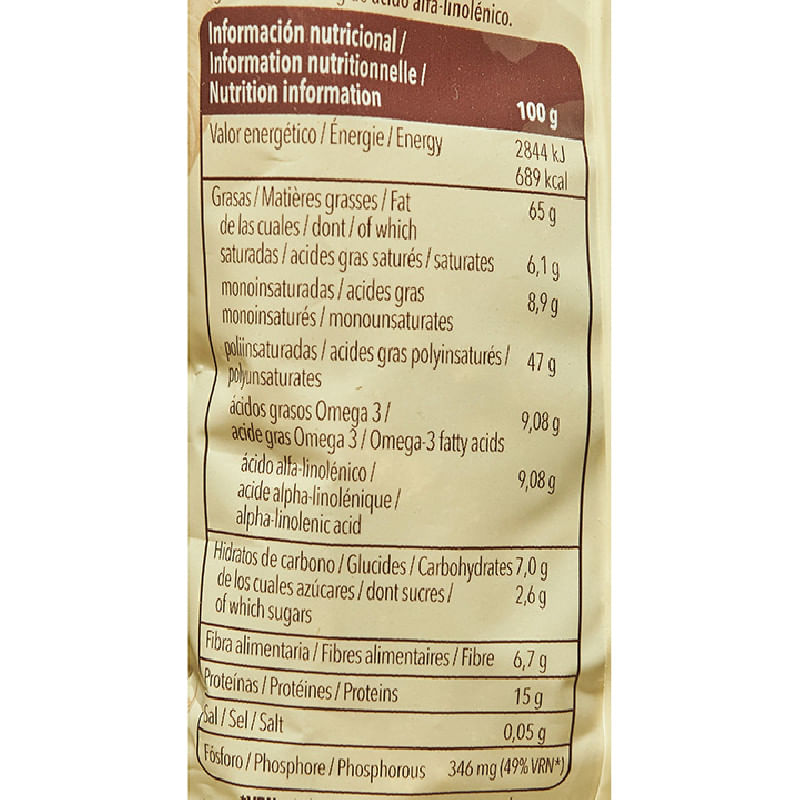 ácido alfa-linolénico.
Información nutricional /
Information nutritionnelle /
Nutrition information
100 g
Valor energético / Énergie / Energy 2844 kJ
689 kcal
Grasas / Matières grasses / Fat 65 g
de las cuales / dont / of which
saturadas / acides gras saturés / saturates 6,1 g
monoinsaturadas / acides gras 8,9 g
monoinsaturés / monounsaturates
poliinsaturadas / acides gras polyinsaturés / 47 g
polyunsaturates
ácidos grasos Omega 3 / 9,08 g
acide gras Omega 3 / Omega-3 fatty acids
ácido alfa-linolénico / 9,08 g
acide alpha-linolénique /
alpha-linolenic acid
Hidratos de carbono / Glucides / Carbohydrates 7,0 g
de los cuales azúcares / dont sucres / 2,6 g
of which sugars
Fibra alimentaria / Fibres alimentaires / Fibre 6,7 g
Proteínas / Protéines / Proteins 15 g
Sal / Sel / Salt 0,05 g
Fósforo / Phosphore / Phosphorous 346 mg (49% VRN*)